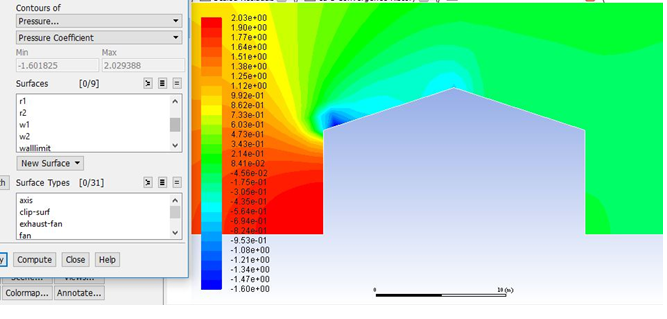 Contours of
Pressure...
Pressure Coefficient
Min Max
-1.601825 2.029388
Surfaces [0/9]
r1
r2
w1
w2
walllimit
New Surface
Surface Types [0/31]
axis
clip-surf
exhaust-fan
fan
Compute Close Help
Colormap... Annotate...
2.03e+00
1.90e+00
1.77e+00
1.64e+00
1.51e+00
1.38e+00
1.25e+00
1.12e+00
9.92e-01
8.62e-01
7.33e-01
6.03e-01
4.73e-01
3.43e-01
2.14e-01
8.41e-02
-4.56e-02
-1.75e-01
-3.05e-01
-4.35e-01
-5.64e-01
-6.94e-01
-8.24e-01
-9.53e-01
-1.08e+00
-1.21e+00
-1.34e+00
-1.47e+00
-1.60e+00
0 10 (m)